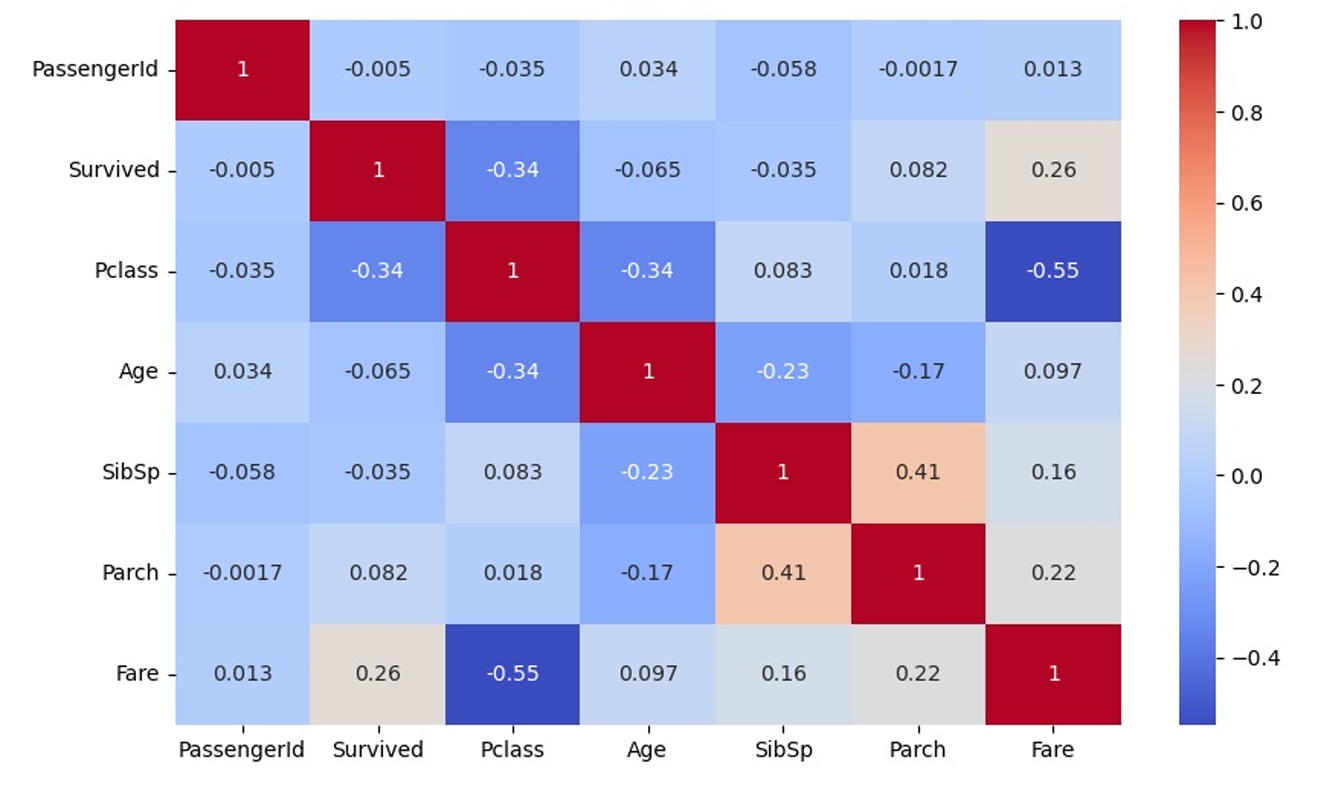 PassengerId 1 -0.005 -0.035 0.034 -0.058 -0.0017 0.013
Survived -0.005 1 -0.34 -0.065 -0.035 0.082 0.26
Pclass -0.035 -0.34 1 -0.34 0.083 0.018 -0.55
Age 0.034 -0.065 -0.34 1 -0.23 -0.17 0.097
SibSp -0.058 -0.035 0.083 -0.23 1 0.41 0.16
Parch -0.0017 0.082 0.018 -0.17 0.41 1 0.22
Fare 0.013 0.26 -0.55 0.097 0.16 0.22 1
PassengerId Survived Pclass Age SibSp Parch Fare
1.0
0.8
0.6
0.4
0.2
0.0
−0.2
−0.4